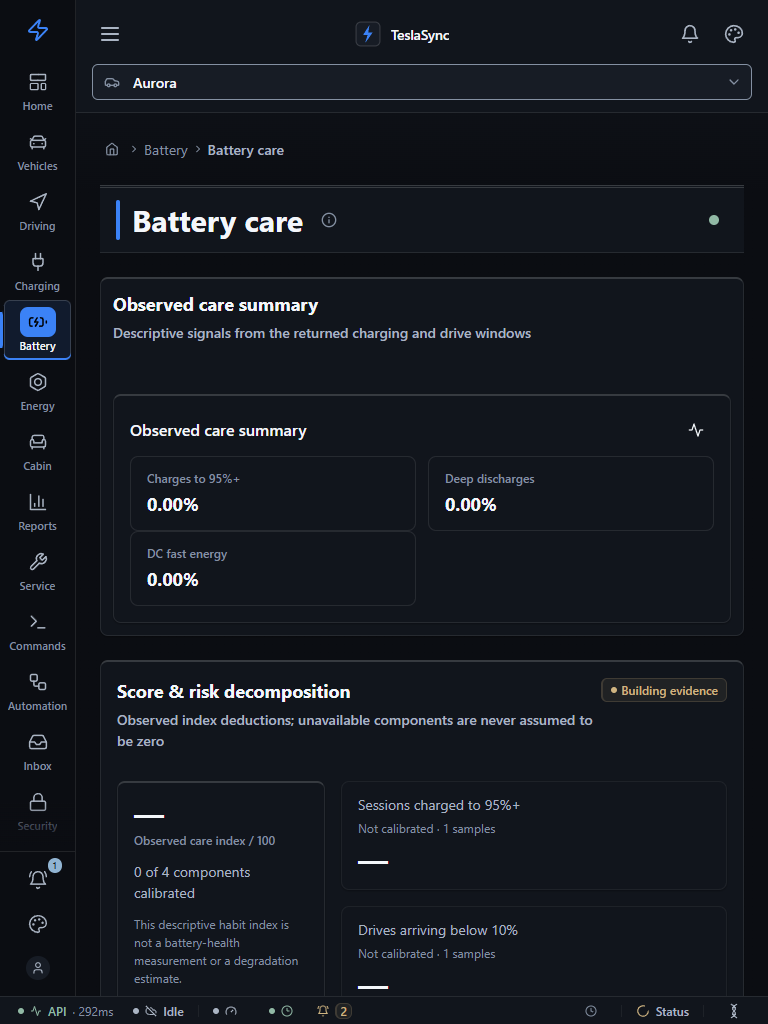 TeslaSync
Aurora
Home
Vehicles
Driving
Charging
Battery
Energy
Cabin
Reports
Service
Commands
Automation
Inbox
Security
1
Battery > Battery care
Battery care
Observed care summary
Descriptive signals from the returned charging and drive windows
Observed care summary
Charges to 95%+
0.00%
Deep discharges
0.00%
DC fast energy
0.00%
Score & risk decomposition
Building evidence
Observed index deductions; unavailable components are never assumed to
be zero
—
Observed care index / 100
0 of 4 components
calibrated
This descriptive habit index is
not a battery-health
measurement or a degradation
estimate.
Sessions charged to 95%+
Not calibrated · 1 samples
—
Drives arriving below 10%
Not calibrated · 1 samples
—
API · 292ms
Idle
2
Status